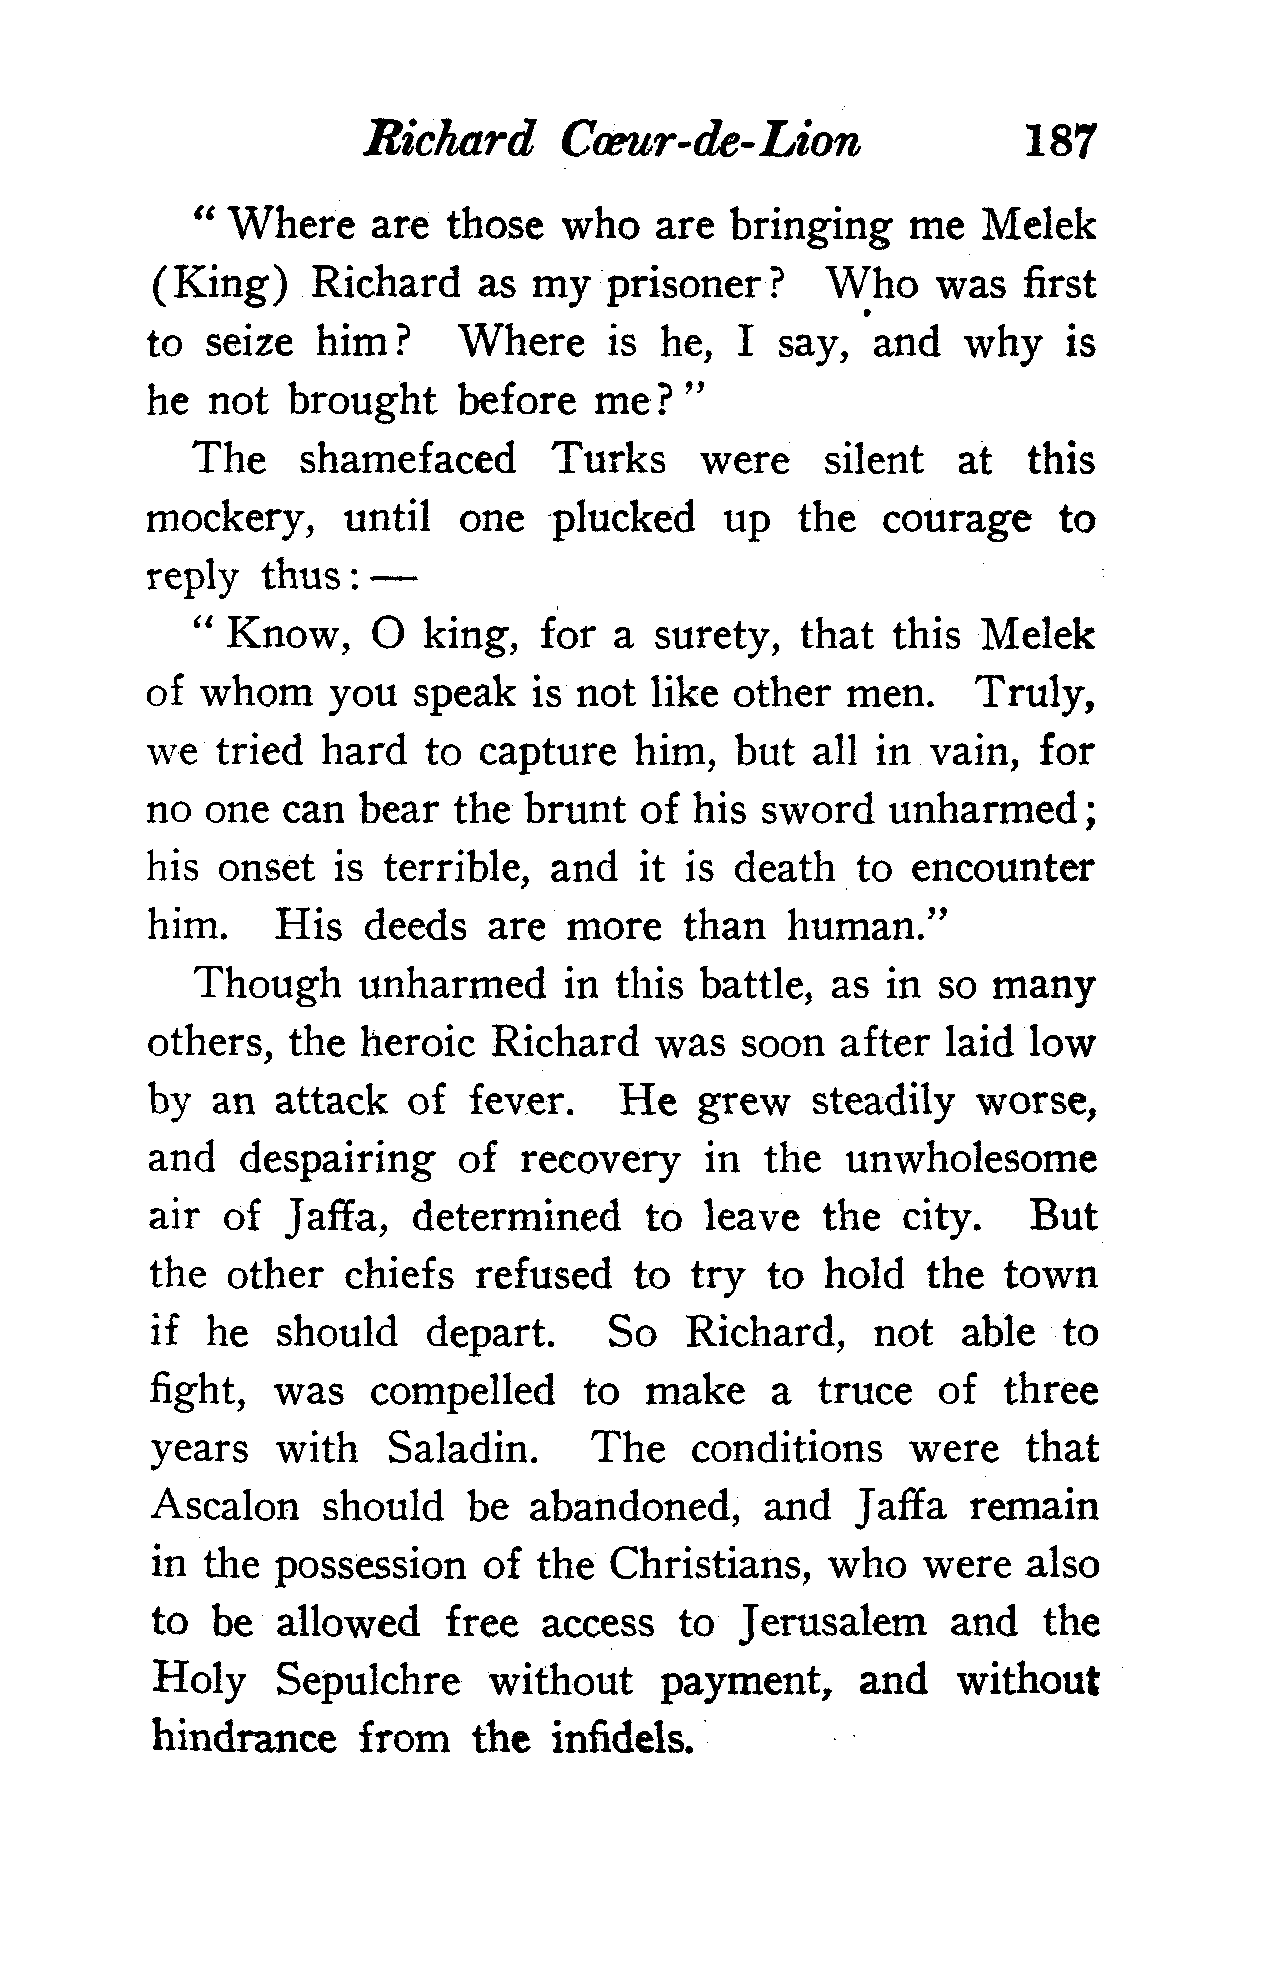 Richard Cœur-de-Lion 187
" Where are those who are bringing me Melek
(King) Richard as my prisoner? Who was first
to seize him? Where is he, I say, and why is
he not brought before me? "
The shamefaced Turks were silent at this
mockery, until one plucked up the courage to
reply thus: —
" Know, O king, for a surety, that this Melek
of whom you speak is not like other men. Truly,
we tried hard to capture him, but all in vain, for
no one can bear the brunt of his sword unharmed;
his onset is terrible, and it is death to encounter
him. His deeds are more than human."
Though unharmed in this battle, as in so many
others, the heroic Richard was soon after laid low
by an attack of fever. He grew steadily worse,
and despairing of recovery in the unwholesome
air of Jaffa, determined to leave the city. But
the other chiefs refused to try to hold the town
if he should depart. So Richard, not able to
fight, was compelled to make a truce of three
years with Saladin. The conditions were that
Ascalon should be abandoned, and Jaffa remain
in the possession of the Christians, who were also
to be allowed free access to Jerusalem and the
Holy Sepulchre without payment, and without
hindrance from the infidels.